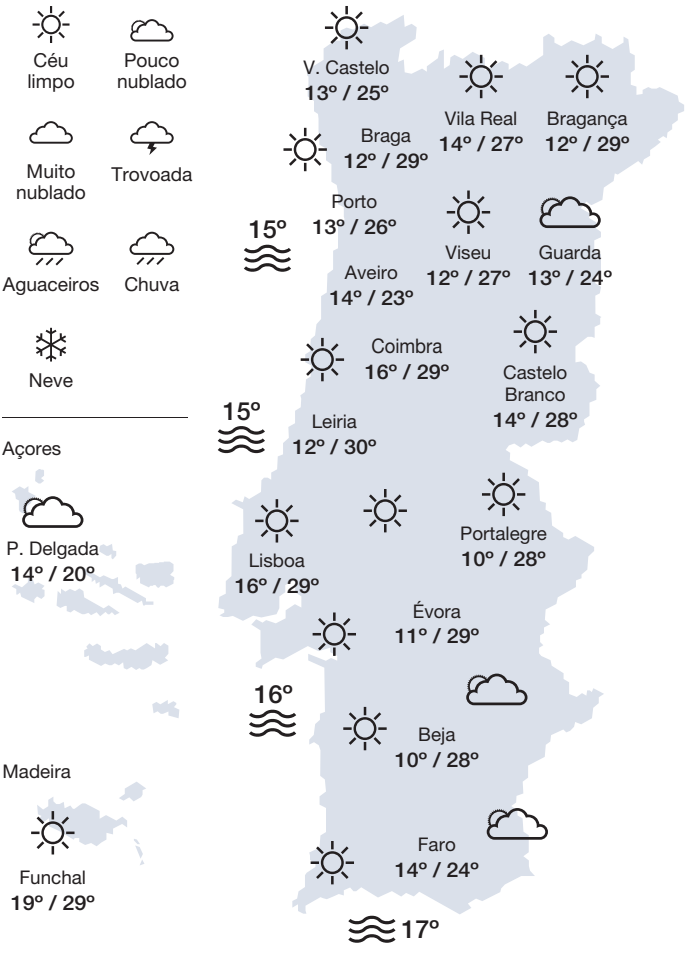 Céu
limpo
Pouco
nublado
Muito
nublado
Trovoada
Aguaceiros
Chuva
Neve
Açores
P. Delgada
14º / 20º
Madeira
Funchal
19º / 29º
V. Castelo
13º / 25º
Vila Real
14º / 27º
Bragança
12º / 29º
Braga
12º / 29º
Porto
13º / 26º
15º
Viseu
12º / 27º
Guarda
13º / 24º
Aveiro
14º / 23º
Coimbra
16º / 29º
Castelo
Branco
14º / 28º
15º
Leiria
12º / 30º
Portalegre
10º / 28º
Lisboa
16º / 29º
Évora
11º / 29º
16º
Beja
10º / 28º
Faro
14º / 24º
17º